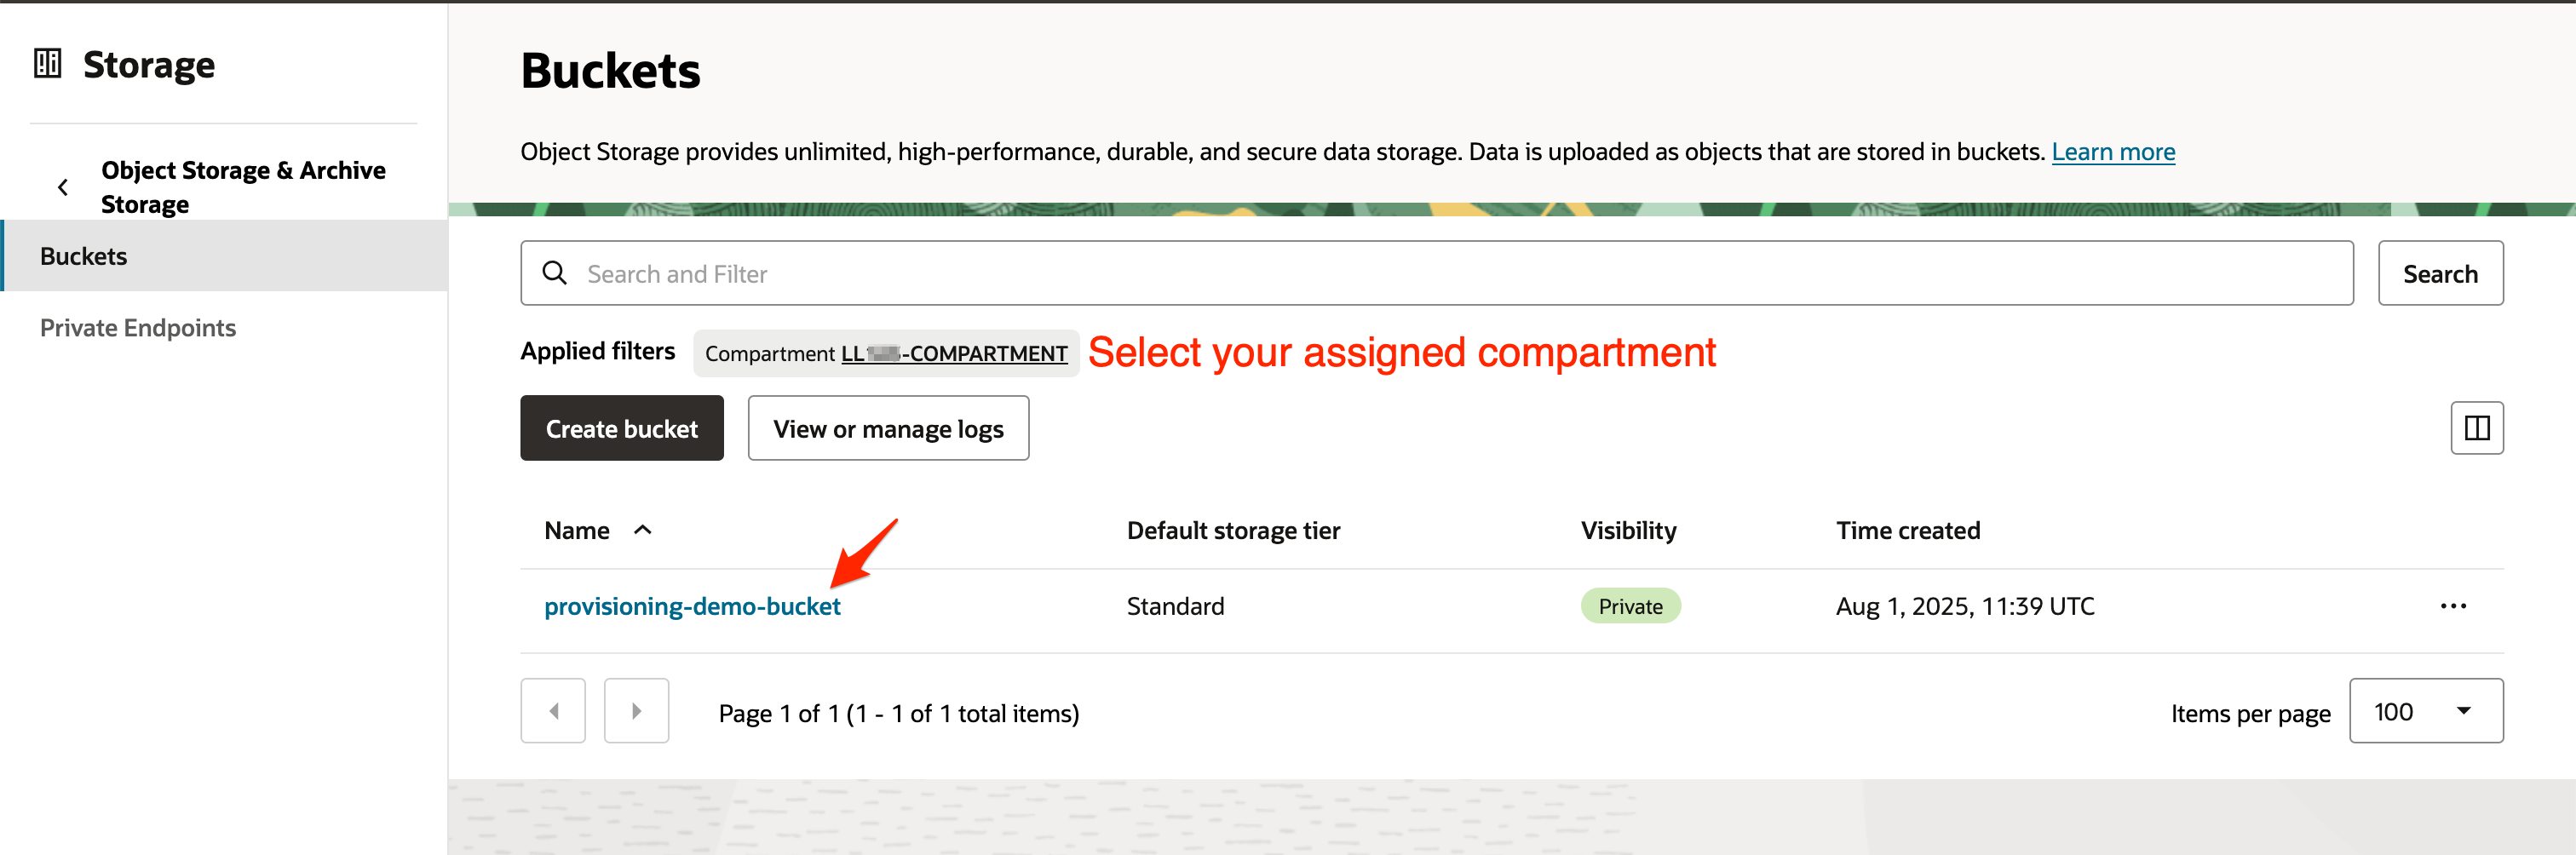 Storage
Object Storage & Archive
Storage
Buckets
Private Endpoints
Buckets
Object Storage provides unlimited, high-performance, durable, and secure data storage. Data is uploaded as objects that are stored in buckets. Learn more
Search and Filter
Search
Applied filters
Compartment LL -COMPARTMENT
Select your assigned compartment
Create bucket
View or manage logs
Name
Default storage tier
Visibility
Time created
provisioning-demo-bucket
Standard
Private
Aug 1, 2025, 11:39 UTC
Page 1 of 1 (1 - 1 of 1 total items)
Items per page
100